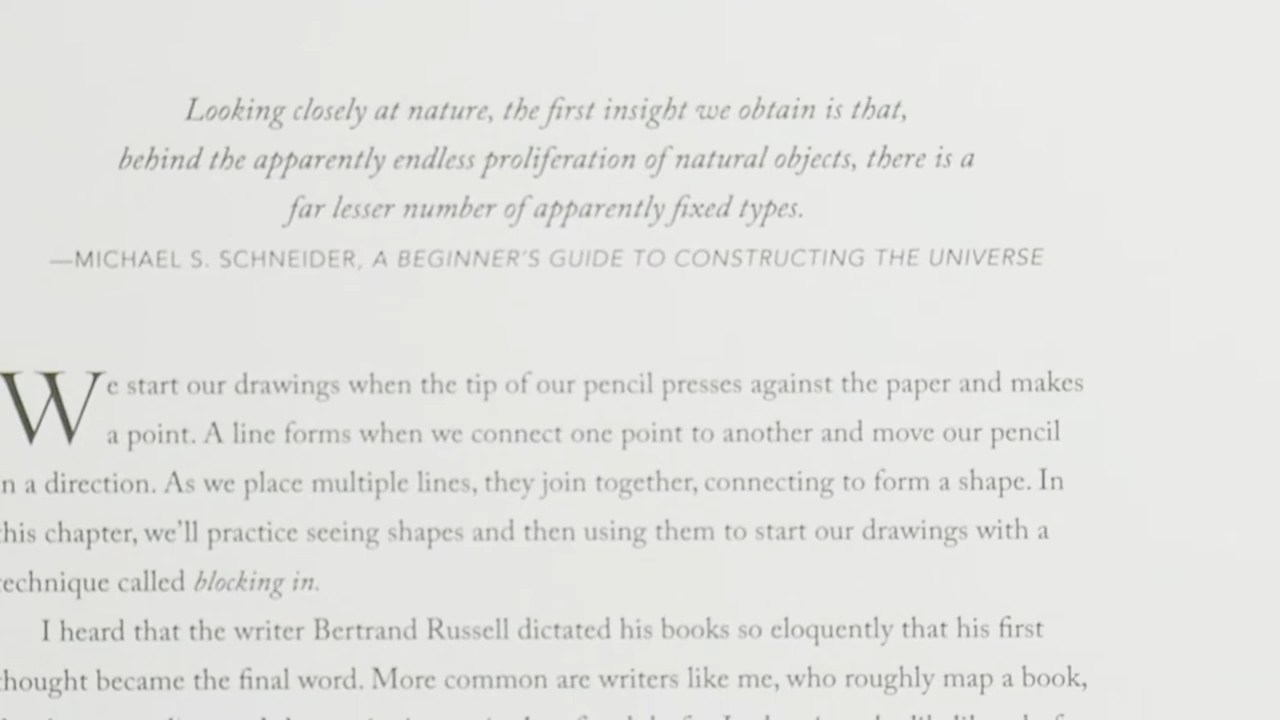 Looking closely at nature, the first insight we obtain is that,
behind the apparently endless proliferation of natural objects, there is a
far lesser number of apparently fixed types.
—MICHAEL S. SCHNEIDER, A BEGINNER'S GUIDE TO CONSTRUCTING THE UNIVERSE
We start our drawings when the tip of our pencil presses against the paper and makes
a point. A line forms when we connect one point to another and move our pencil
n a direction. As we place multiple lines, they join together, connecting to form a shape. In
this chapter, we'll practice seeing shapes and then using them to start our drawings with a
technique called blocking in.
I heard that the writer Bertrand Russell dictated his books so eloquently that his first
thought became the final word. More common are writers like me, who roughly map a book,